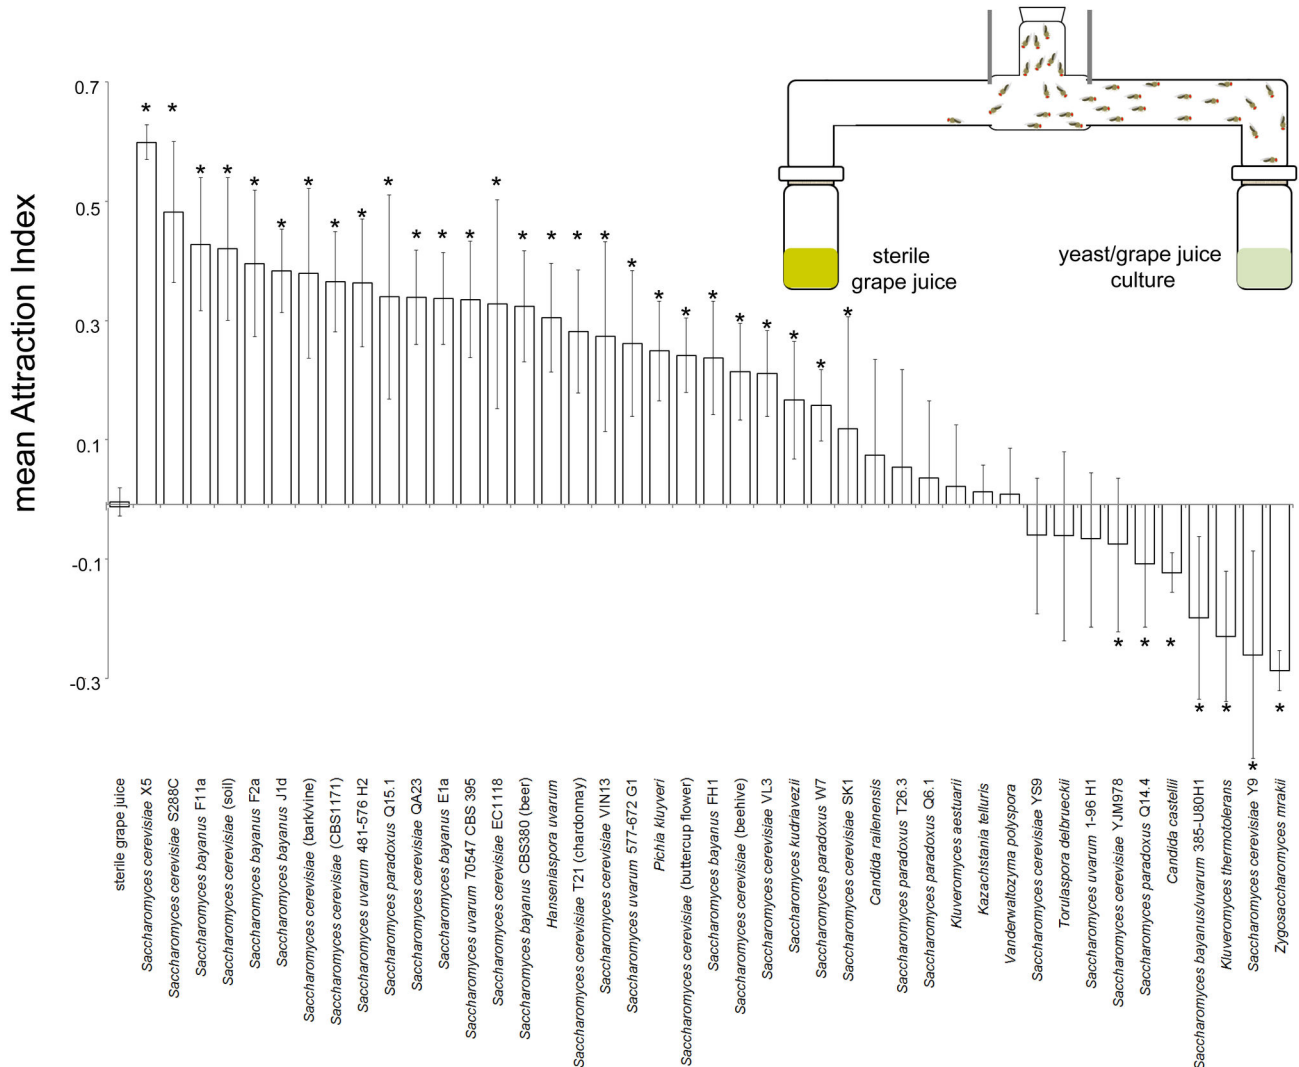 0.7
0.5
0.3
0.1
-0.1
-0.3
mean Attraction Index
sterile
grape juice
yeast/grape juice
culture
* * * * * * * * * * * * * * * * * * * * * * * * * * *
* * * * * * *
sterile grape juice
Saccharomyces cerevisiae X5
Saccharomyces cerevisiae S288C
Saccharomyces bayanus F11a
Saccharomyces cerevisiae (soil)
Saccharomyces bayanus F2a
Saccharomyces bayanus J1d
Saccharomyces cerevisiae (bark/vine)
Saccharomyces cerevisiae (CBS1171)
Saccharomyces uvarum 481-576 H2
Saccharomyces paradoxus Q15.1
Saccharomyces cerevisiae QA23
Saccharomyces bayanus E1a
Saccharomyces uvarum 70547 CBS 395
Saccharomyces cerevisiae EC1118
Saccharomyces bayanus CBS380 (beer)
Hanseniaspora uvarum
Saccharomyces cerevisiae T21 (chardonnay)
Saccharomyces cerevisiae VIN13
Saccharomyces uvarum 577-672 G1
Pichia kluyveri
Saccharomyces cerevisiae (buttercup flower)
Saccharomyces bayanus FH1
Saccharomyces cerevisiae (beehive)
Saccharomyces cerevisiae VL3
Saccharomyces kudriavezii
Saccharomyces paradoxus W7
Saccharomyces cerevisiae SK1
Candida railenensis
Saccharomyces paradoxus T26.3
Saccharomyces paradoxus Q6.1
Kluveromyces aestuarii
Kazachstania telluris
Vanderwaltozyma polyspora
Saccharomyces cerevisiae YS9
Torulaspora delbrueckii
Saccharomyces uvarum 1-96 H1
Saccharomyces cerevisiae YJM978
Saccharomyces paradoxus Q14.4
Candida castellii
Saccharomyces bayanus/uvarum 385-U80H1
Kluveromyces thermotolerans
Saccharomyces cerevisiae Y9
Zygosaccharomyces mrakii